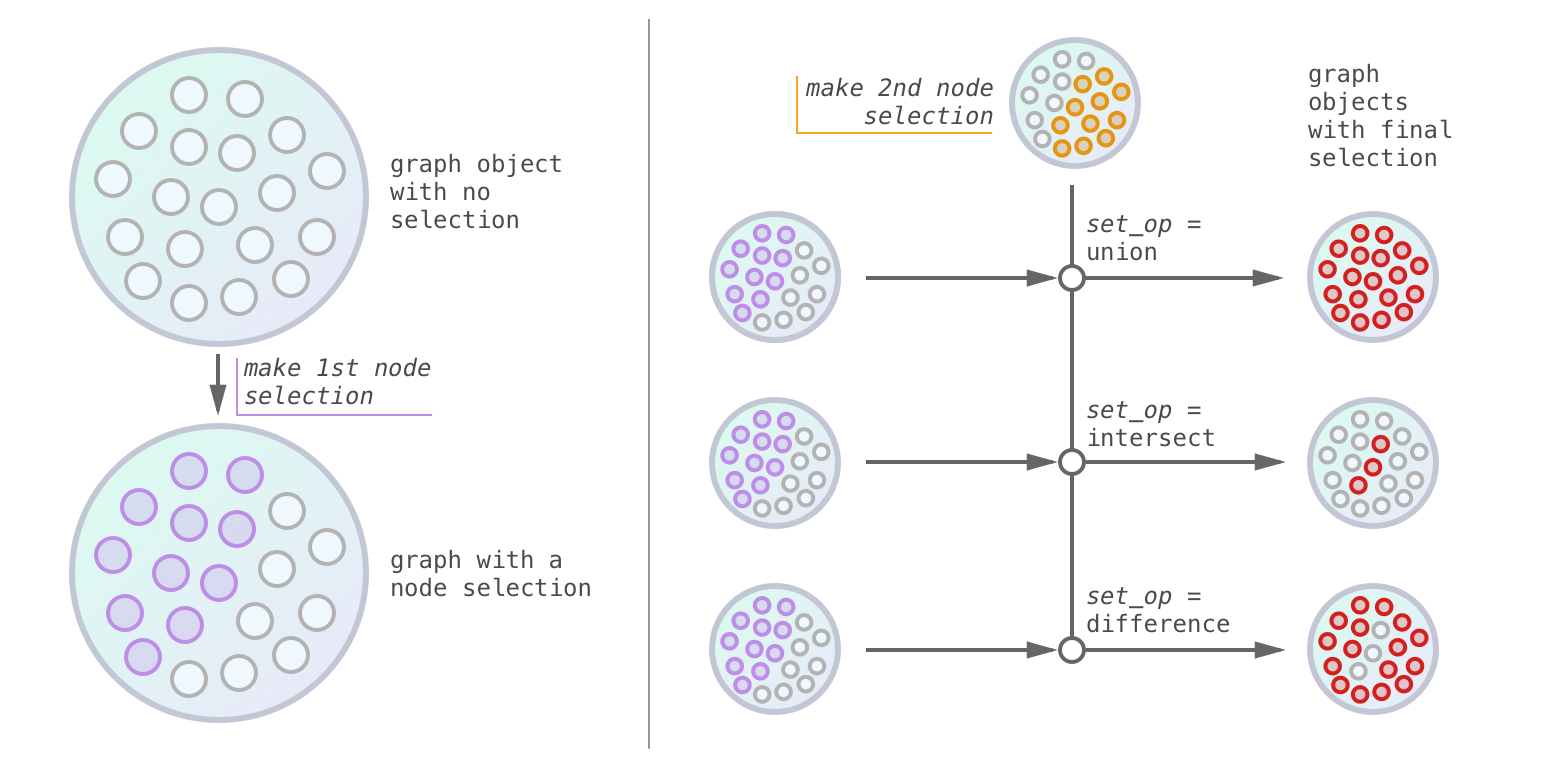 graph object
with no
selection
make 1st node
selection
graph with a
node selection
make 2nd node
selection
graph
objects
with final
selection
set_op =
union
set_op =
intersect
set_op =
difference